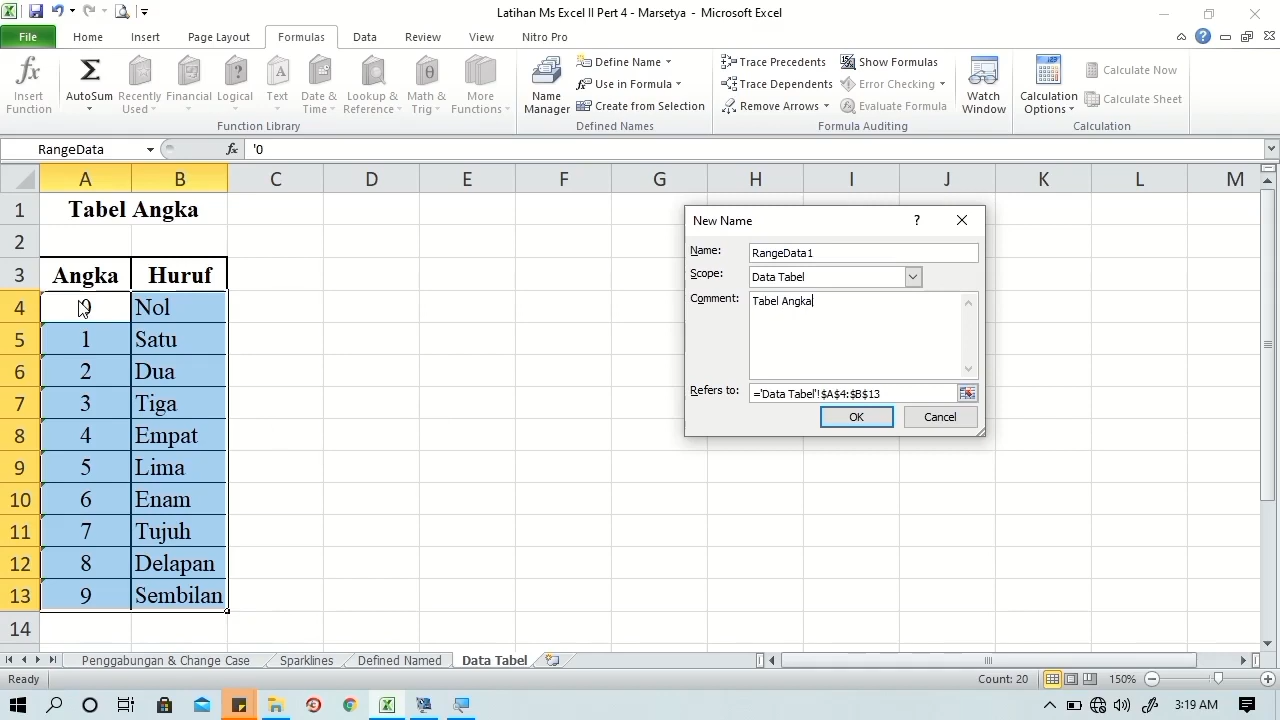 Latihan Ms Excel II Pert 4 - Marsetya - Microsoft Excel
File Home Insert Page Layout Formulas Data Review View Nitro Pro
Insert Function
AutoSum
Recently Used
Financial
Logical
Text
Date & Time
Lookup & Reference
Math & Trig
More Functions
Function Library
Name Manager
Define Name
Use in Formula
Create from Selection
Defined Names
Trace Precedents
Trace Dependents
Remove Arrows
Show Formulas
Error Checking
Evaluate Formula
Formula Auditing
Watch Window
Calculation Options
Calculate Now
Calculate Sheet
Calculation
RangeData fx '0
A B C D E F G H I J K L M
1 Tabel Angka
2
3 Angka Huruf
4 0 Nol
5 1 Satu
6 2 Dua
7 3 Tiga
8 4 Empat
9 5 Lima
10 6 Enam
11 7 Tujuh
12 8 Delapan
13 9 Sembilan
14
New Name ?
Name: RangeData1
Scope: Data Tabel
Comment: Tabel Angka
Refers to: ='Data Tabel'!$A$4:$B$13
OK Cancel
Penggabungan & Change Case Sparklines Defined Named Data Tabel
Ready Count: 20 150%
3:19 AM